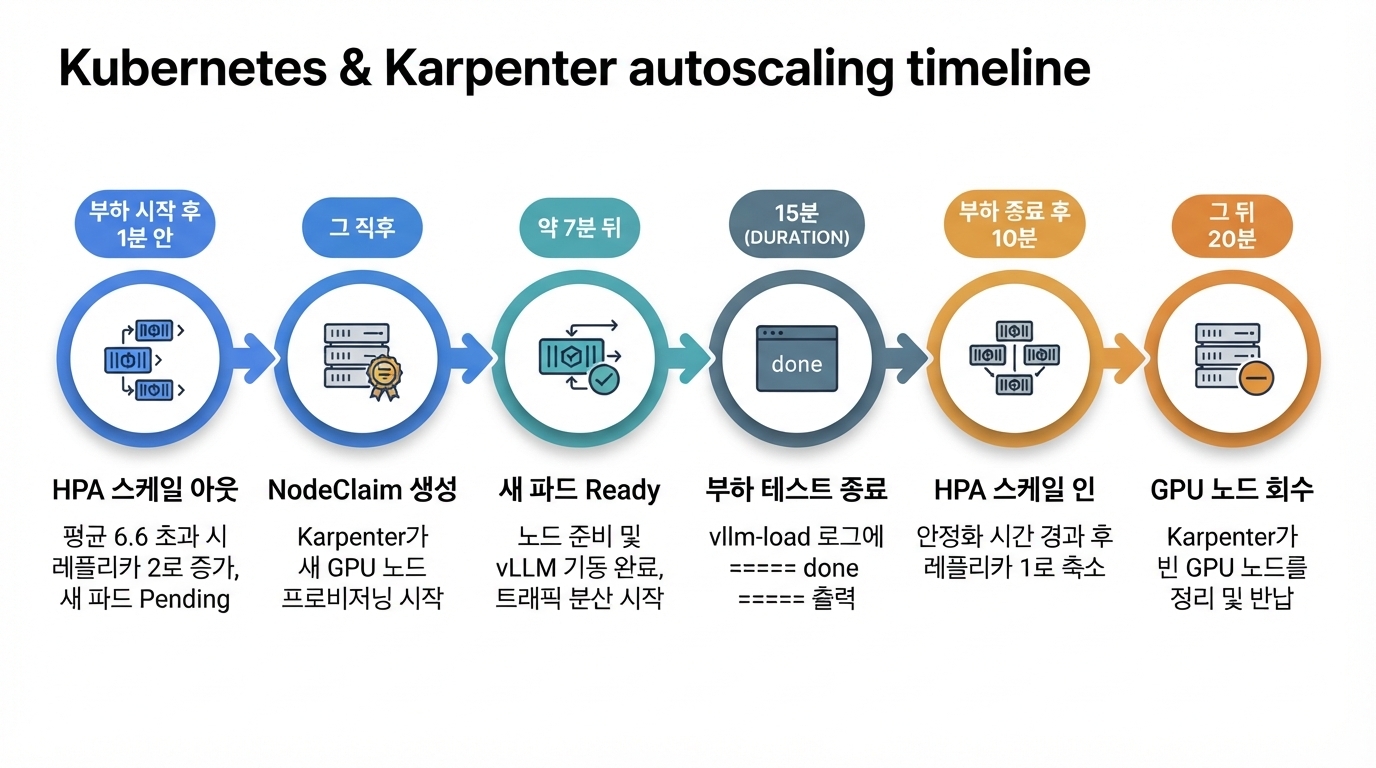 Kubernetes & Karpenter autoscaling timeline
부하 시작 후
1분 안
그 직후
약 7분 뒤
15분
(DURATION)
부하 종료 후
10분
그 뒤
20분
done
HPA 스케일 아웃
평균 6.6 초과 시
레플리카 2로 증가,
새 파드 Pending
NodeClaim 생성
Karpenter가
새 GPU 노드
프로비저닝 시작
새 파드 Ready
노드 준비 및
vLLM 기동 완료,
트래픽 분산 시작
부하 테스트 종료
vllm-load 로그에
===== done
===== 출력
HPA 스케일 인
안정화 시간 경과 후
레플리카 1로 축소
GPU 노드 회수
Karpenter가
빈 GPU 노드를
정리 및 반납